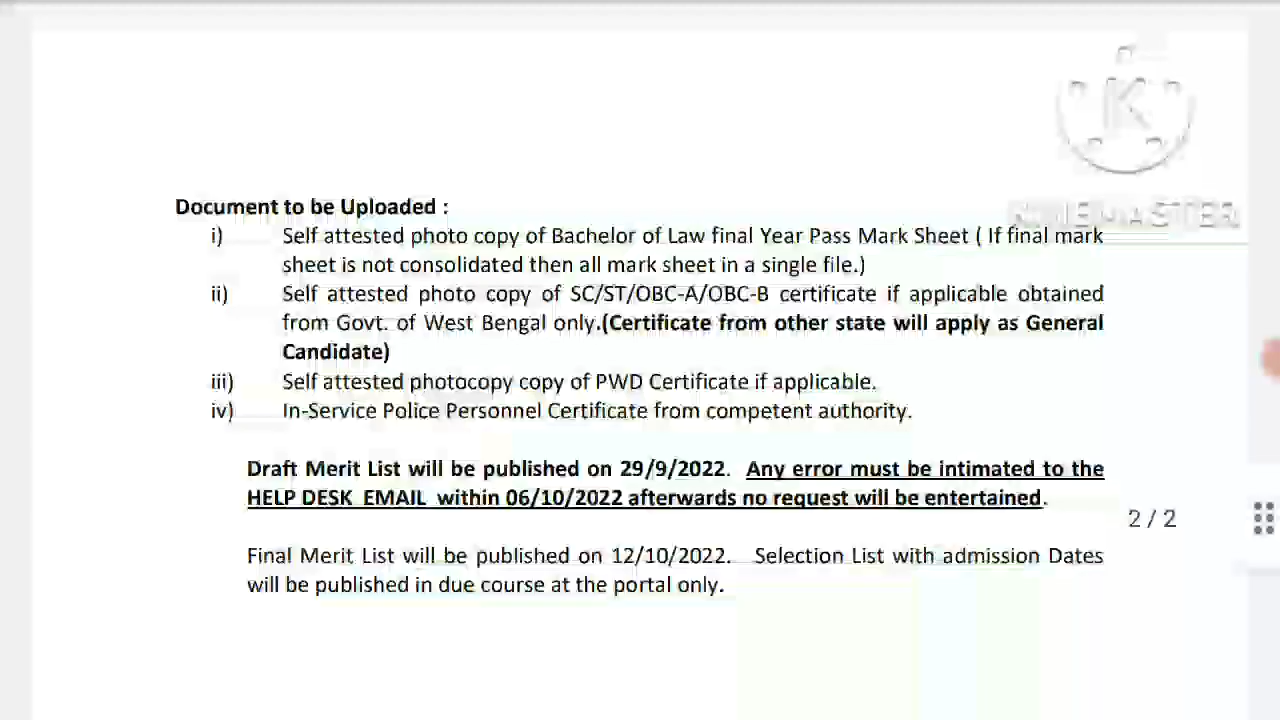 K
KINEMASTER
Document to be Uploaded :
i) Self attested photo copy of Bachelor of Law final Year Pass Mark Sheet ( If final mark
sheet is not consolidated then all mark sheet in a single file.)
ii) Self attested photo copy of SC/ST/OBC-A/OBC-B certificate if applicable obtained
from Govt. of West Bengal only.(Certificate from other state will apply as General
Candidate)
iii) Self attested photocopy copy of PWD Certificate if applicable.
iv) In-Service Police Personnel Certificate from competent authority.
Draft Merit List will be published on 29/9/2022. Any error must be intimated to the
HELP DESK EMAIL within 06/10/2022 afterwards no request will be entertained.
2 / 2
Final Merit List will be published on 12/10/2022. Selection List with admission Dates
will be published in due course at the portal only.